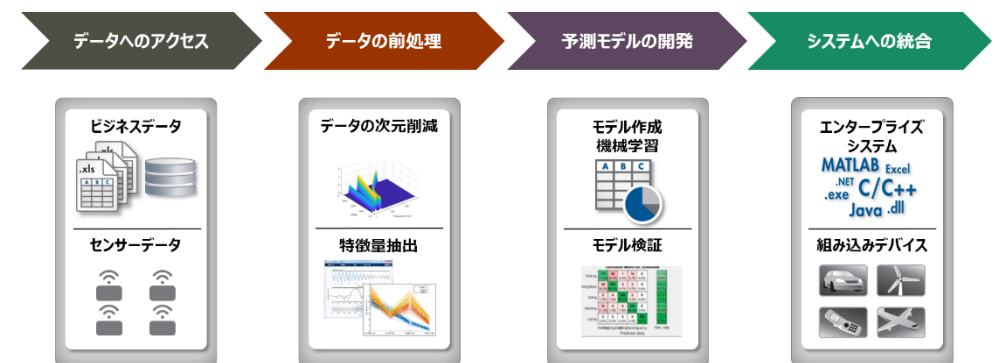 データへのアクセス
データの前処理
予測モデルの開発
システムへの統合
ビジネスデータ
.xls
A B C
センサーデータ
データの次元削減
特徴量抽出
モデル作成
機械学習
A B C
モデル検証
エンタープライズ
システム
MATLAB Excel
.NET
.exe C/C++
Java .dll
組み込みデバイス